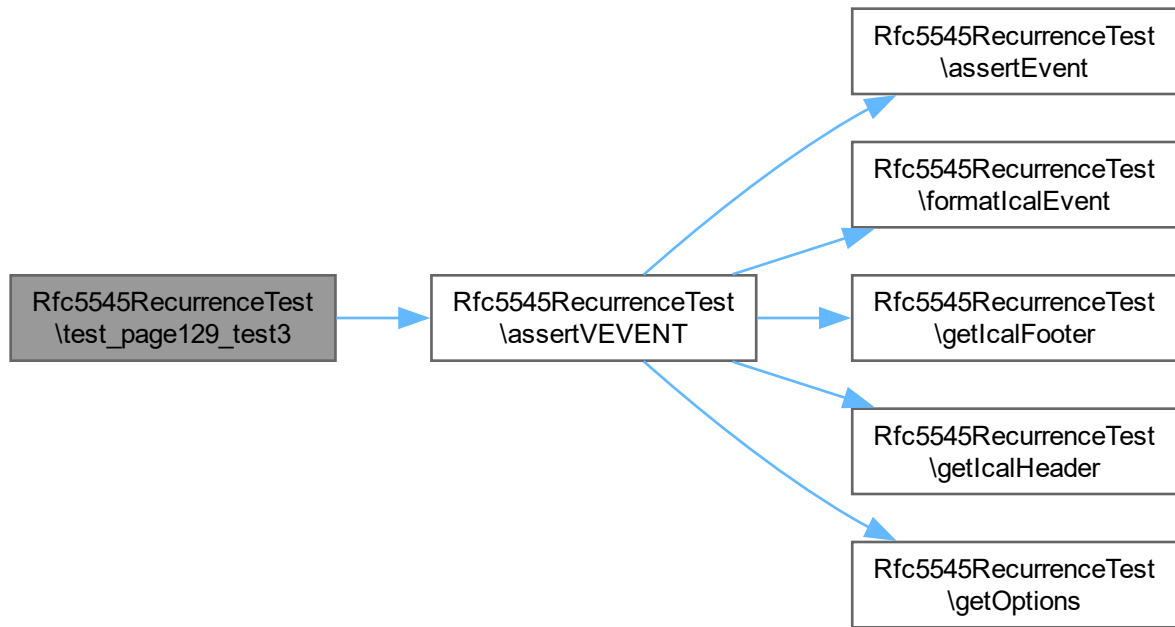 Rfc5545RecurrenceTest
\test_page129_test3
Rfc5545RecurrenceTest
\assertVEVENT
Rfc5545RecurrenceTest
\assertEvent
Rfc5545RecurrenceTest
\formatIcalEvent
Rfc5545RecurrenceTest
\getIcalFooter
Rfc5545RecurrenceTest
\getIcalHeader
Rfc5545RecurrenceTest
\getOptions